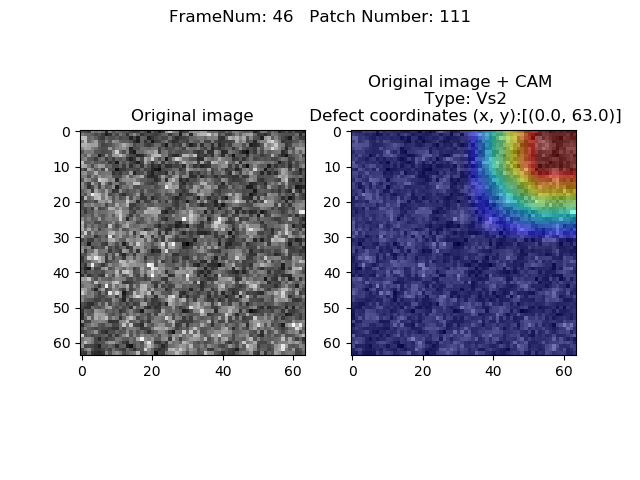 FrameNum: 46   Patch Number: 111
Original image
0
10
20
30
40
50
60
0 20 40 60
Original image + CAM
Type: Vs2
Defect coordinates (x, y):[(0.0, 63.0)]
0
10
20
30
40
50
60
0 20 40 60